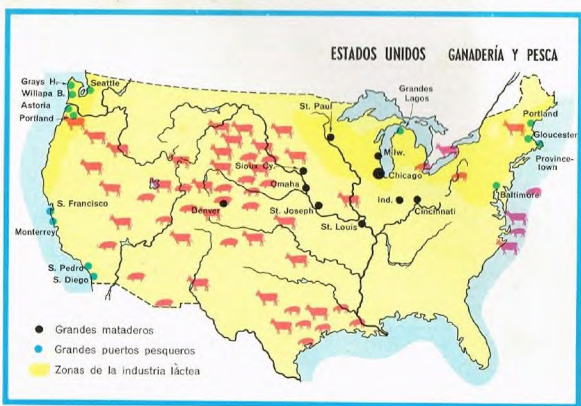 ESTADOS UNIDOS GANADERÍA Y PESCA
Grays H.
Willapa B.
Astoria
Portland
Seattle
Grandes
Lagos
St. Paul
Portland
Gloucester
Province-
town
Milw.
Chicago
Sioux Cy.
Omaha
Ind.
Cincinnati
Baltimore
S. Francisco
Denver
St. Joseph
St. Louis
Monterrey
S. Pedro
S. Diego
Grandes mataderos
Grandes puertos pesqueros
Zonas de la industria láctea